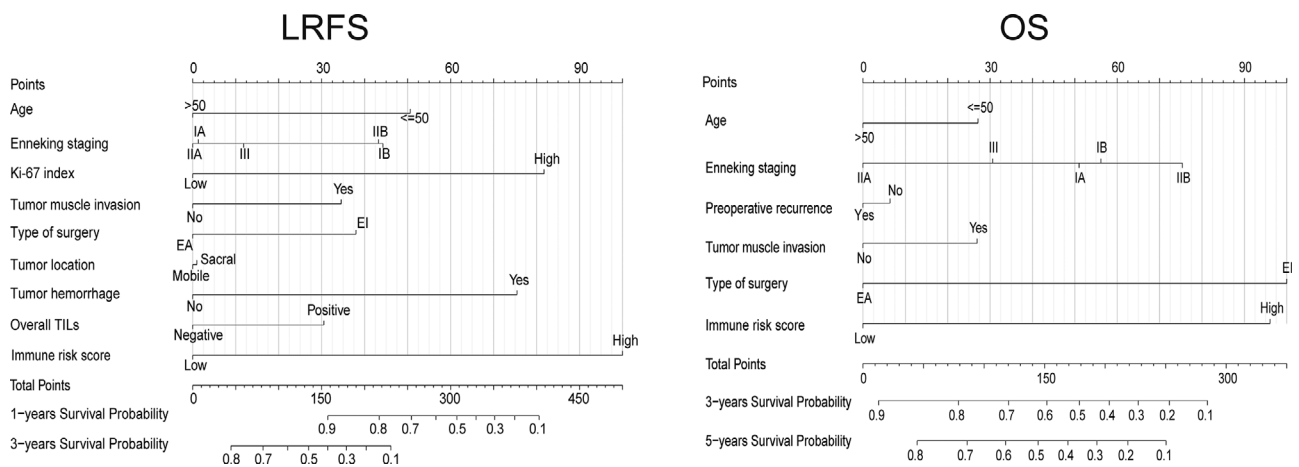 LRFS
0 30 60 90
Points
>50
Age
<=50
IA IIB
Enneking staging
IIA III IB
Ki-67 index
High
Low
Yes
Tumor muscle invasion
No
EI
Type of surgery
EA
Tumor location
Sacral
Mobile
Tumor hemorrhage
Yes
No
Positive
Overall TILs
Negative
High
Immune risk score
Low
Total Points
0 150 300 450
1−years Survival Probability
0.9 0.8 0.7 0.5 0.3 0.1
3−years Survival Probability
0.8 0.7 0.5 0.3 0.1
OS
0 30 60 90
Points
<=50
Age
>50
III IB
Enneking staging
IIA IA IIB
No
Preoperative recurrence
Yes
Yes
Tumor muscle invasion
No
EI
Type of surgery
EA
High
Immune risk score
Low
Total Points
0 150 300
3−years Survival Probability
0.9 0.8 0.7 0.6 0.5 0.4 0.3 0.2 0.1
5−years Survival Probability
0.8 0.7 0.6 0.5 0.4 0.3 0.2 0.1